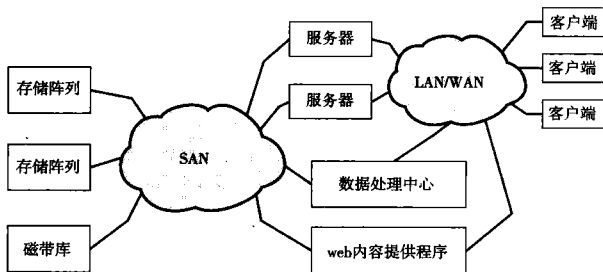 服务器
客户端
存储阵列
LAN/WAN
客户端
服务器
客户端
SAN
存储阵列
数据处理中心
磁带库
web内容提供程序